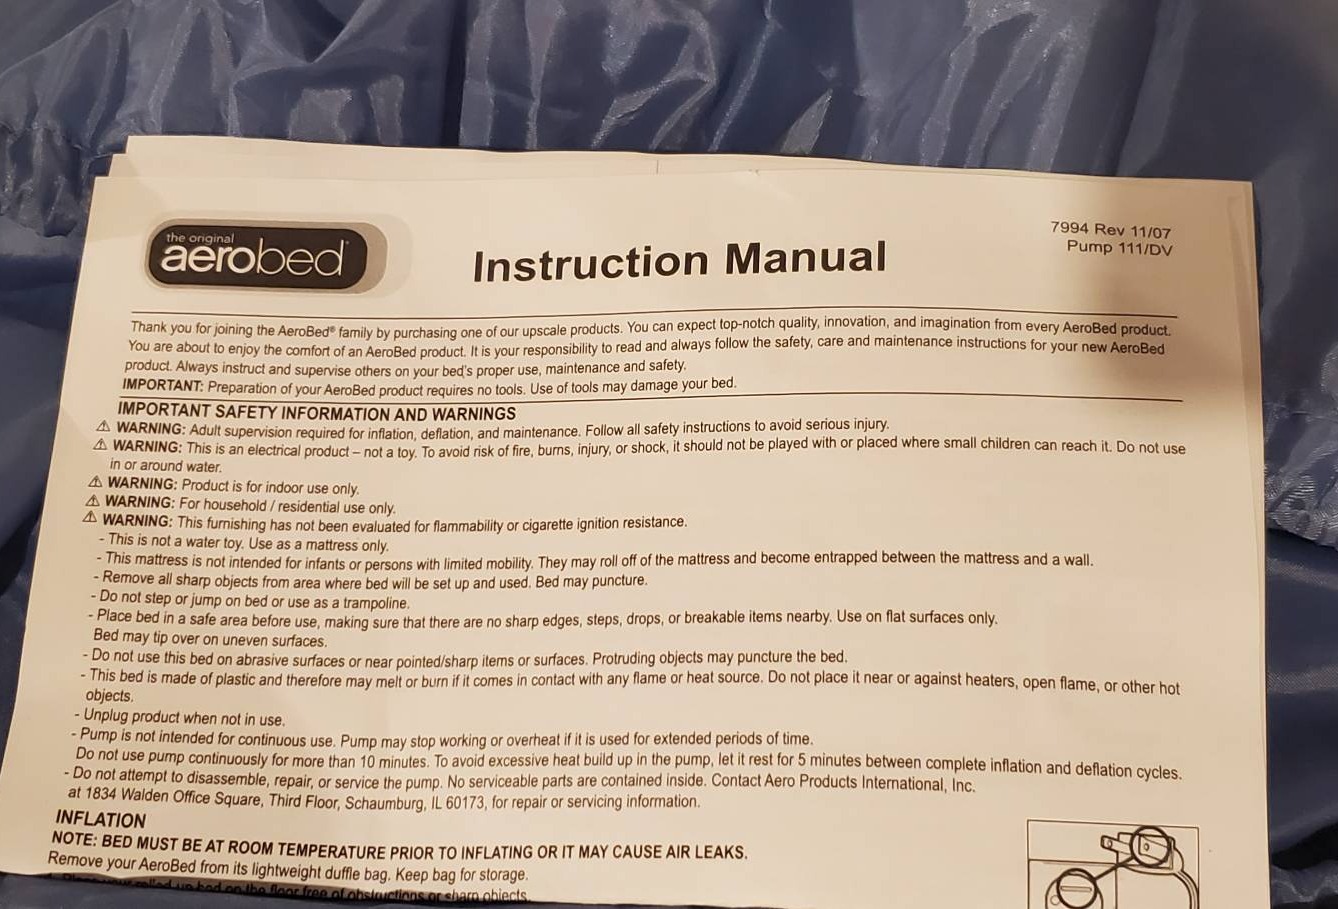 the original
aerobed
Instruction Manual
7994 Rev 11/07
Pump 111/DV
Thank you for joining the AeroBed® family by purchasing one of our upscale products. You can expect top-notch quality, innovation, and imagination from every AeroBed product.
You are about to enjoy the comfort of an AeroBed product. It is your responsibility to read and always follow the safety, care and maintenance instructions for your new AeroBed
product. Always instruct and supervise others on your bed's proper use, maintenance and safety.
IMPORTANT: Preparation of your AeroBed product requires no tools. Use of tools may damage your bed.
IMPORTANT SAFETY INFORMATION AND WARNINGS
⚠ WARNING: Adult supervision required for inflation, deflation, and maintenance. Follow all safety instructions to avoid serious injury.
⚠ WARNING: This is an electrical product – not a toy. To avoid risk of fire, burns, injury, or shock, it should not be played with or placed where small children can reach it. Do not use
in or around water.
⚠ WARNING: Product is for indoor use only.
⚠ WARNING: For household / residential use only.
⚠ WARNING: This furnishing has not been evaluated for flammability or cigarette ignition resistance.
- This is not a water toy. Use as a mattress only.
- This mattress is not intended for infants or persons with limited mobility. They may roll off of the mattress and become entrapped between the mattress and a wall.
- Remove all sharp objects from area where bed will be set up and used. Bed may puncture.
- Do not step or jump on bed or use as a trampoline.
- Place bed in a safe area before use, making sure that there are no sharp edges, steps, drops, or breakable items nearby. Use on flat surfaces only.
Bed may tip over on uneven surfaces.
- Do not use this bed on abrasive surfaces or near pointed/sharp items or surfaces. Protruding objects may puncture the bed.
- This bed is made of plastic and therefore may melt or burn if it comes in contact with any flame or heat source. Do not place it near or against heaters, open flame, or other hot
objects.
- Unplug product when not in use.
- Pump is not intended for continuous use. Pump may stop working or overheat if it is used for extended periods of time.
Do not use pump continuously for more than 10 minutes. To avoid excessive heat build up in the pump, let it rest for 5 minutes between complete inflation and deflation cycles.
- Do not attempt to disassemble, repair, or service the pump. No serviceable parts are contained inside. Contact Aero Products International, Inc.
at 1834 Walden Office Square, Third Floor, Schaumburg, IL 60173, for repair or servicing information.
INFLATION
NOTE: BED MUST BE AT ROOM TEMPERATURE PRIOR TO INFLATING OR IT MAY CAUSE AIR LEAKS.
Remove your AeroBed from its lightweight duffle bag. Keep bag for storage.
rolled up bed on the floor free of obstructions or sharp objects.